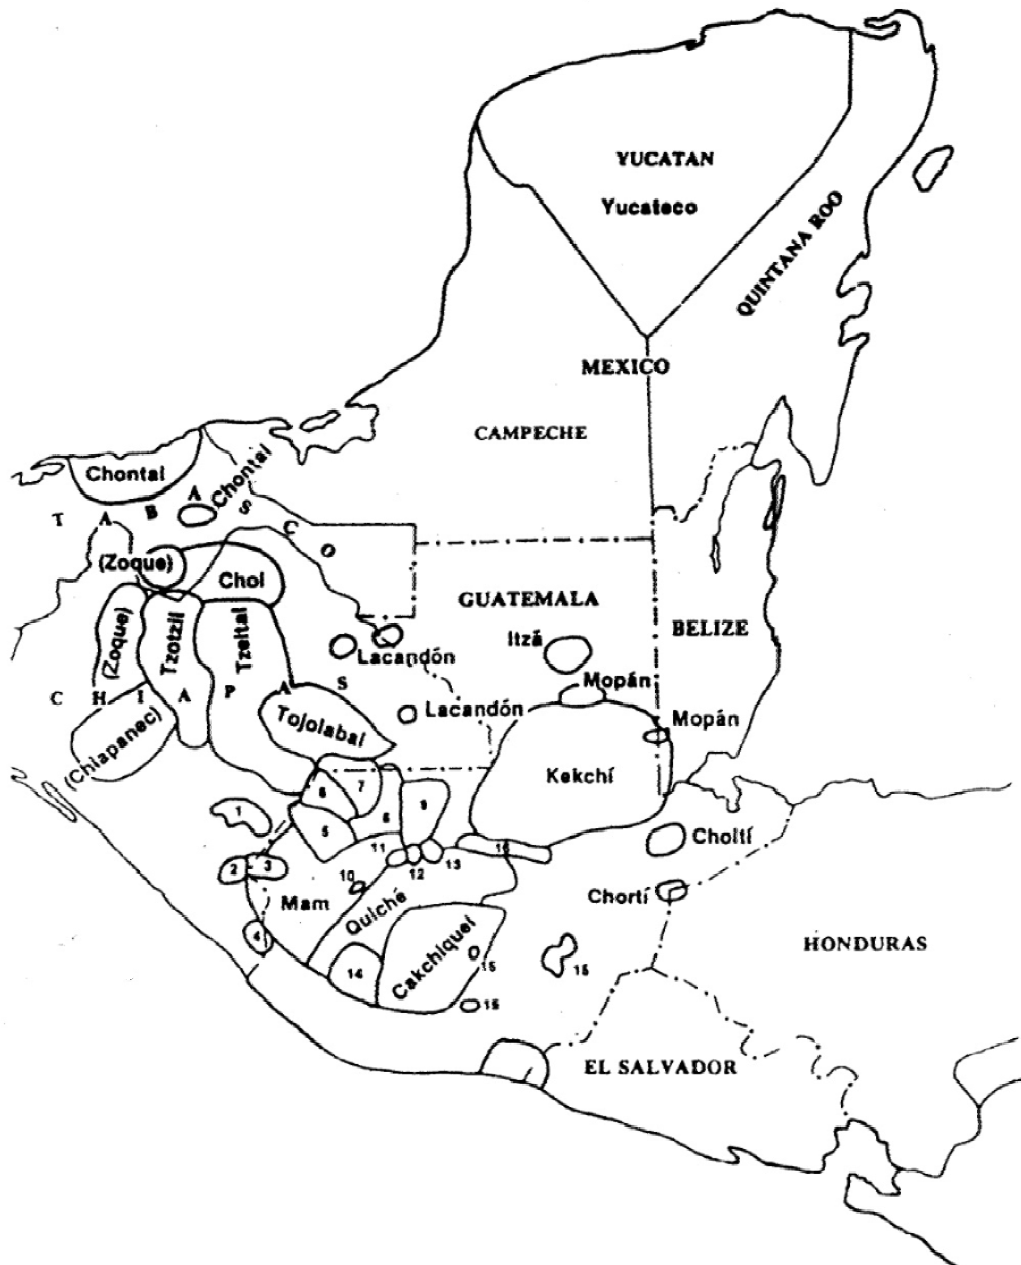 YUCATAN
Yucateco
QUINTANA ROO
MEXICO
CAMPECHE
Chontal
Chontal
T A B A S C O
(Zoque)
Chol
GUATEMALA
(Zoque)
Tzotzil
Tzeltal
Itzá
BELIZE
Lacandón
C H I A P A S
Mopán
Lacandón
Mopán
Tojolabal
(Chiapanec)
Kekchí
6
7
9
1
5
8
Choltí
11
12
13
2
3
10
Mam
Chortí
Quiché
4
Cakchiquel
HONDURAS
14
15
15
15
EL SALVADOR